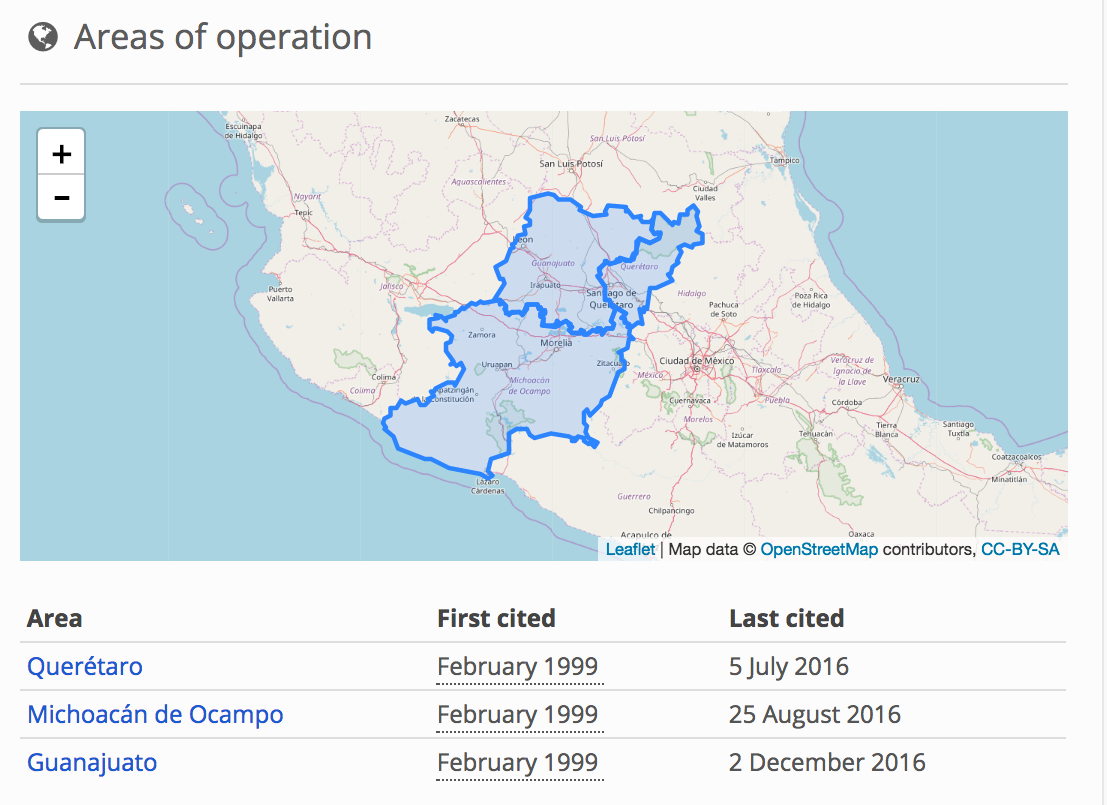 Areas of operation
+
−
Escuinapa
de Hidalgo
Zacatecas
San Luis Potosí
San Luis Potosí
Tampico
Aguascalientes
Ciudad
Valles
Nayarit
Tepic
León
Guanajuato
Querétaro
Jalisco
Irapuato
Santiago de
Querétaro
Hidalgo
Puerto
Vallarta
Pachuca
de Soto
Poza Rica
de Hidalgo
Zamora
Morelia
Uruapan
Zitácuaro
Ciudad de México
México
Tlaxcala
Veracruz de
Ignacio de
la Llave
Veracruz
Colima
Colima
Michoacán
de Ocampo
Cuernavaca
Puebla
Córdoba
Morelos
Izúcar
de Matamoros
Tehuacán
Tierra
Blanca
Santiago
Tuxtla
Coatzacoalcos
Minatitlán
Lázaro
Cárdenas
Guerrero
Chilpancingo
Acapulco de
Oaxaca
Leaflet | Map data © OpenStreetMap contributors, CC-BY-SA
Area First cited Last cited
Querétaro February 1999 5 July 2016
Michoacán de Ocampo February 1999 25 August 2016
Guanajuato February 1999 2 December 2016